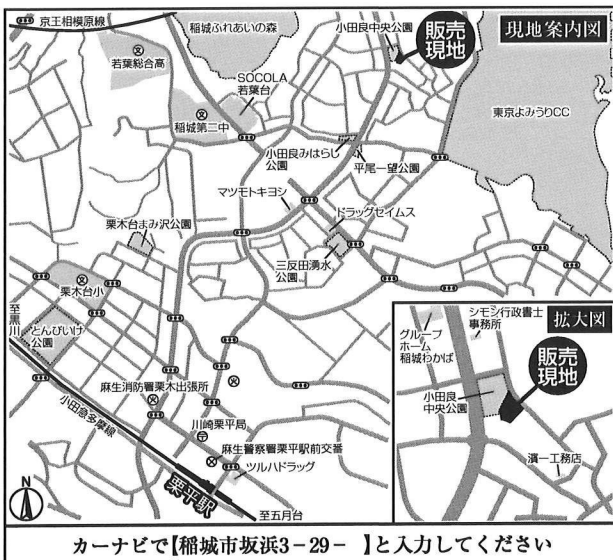 京王相模原線
稲城ふれあいの森
小田良中央公園
販売
現地
現地案内図
若葉総合高
SOCOLA
若葉台
稲城第二中
東京よみうりCC
小田良みはらし
公園
平尾一望公園
マツモトキヨシ
ドラッグセイムス
栗木台まみ沢公園
三反田湧水
公園
栗木台小
至黒川
とんびいけ
公園
麻生消防署栗木出張所
小田急多摩線
川崎栗平局
麻生警察署栗平駅前交番
ツルハドラッグ
栗平駅
至五月台
N
シモシ行政書士
事務所
拡大図
グループ
ホーム
稲城わかば
販売
現地
小田良
中央公園
濱一工務店
カーナビで【稲城市坂浜3-29- 】と入力してください